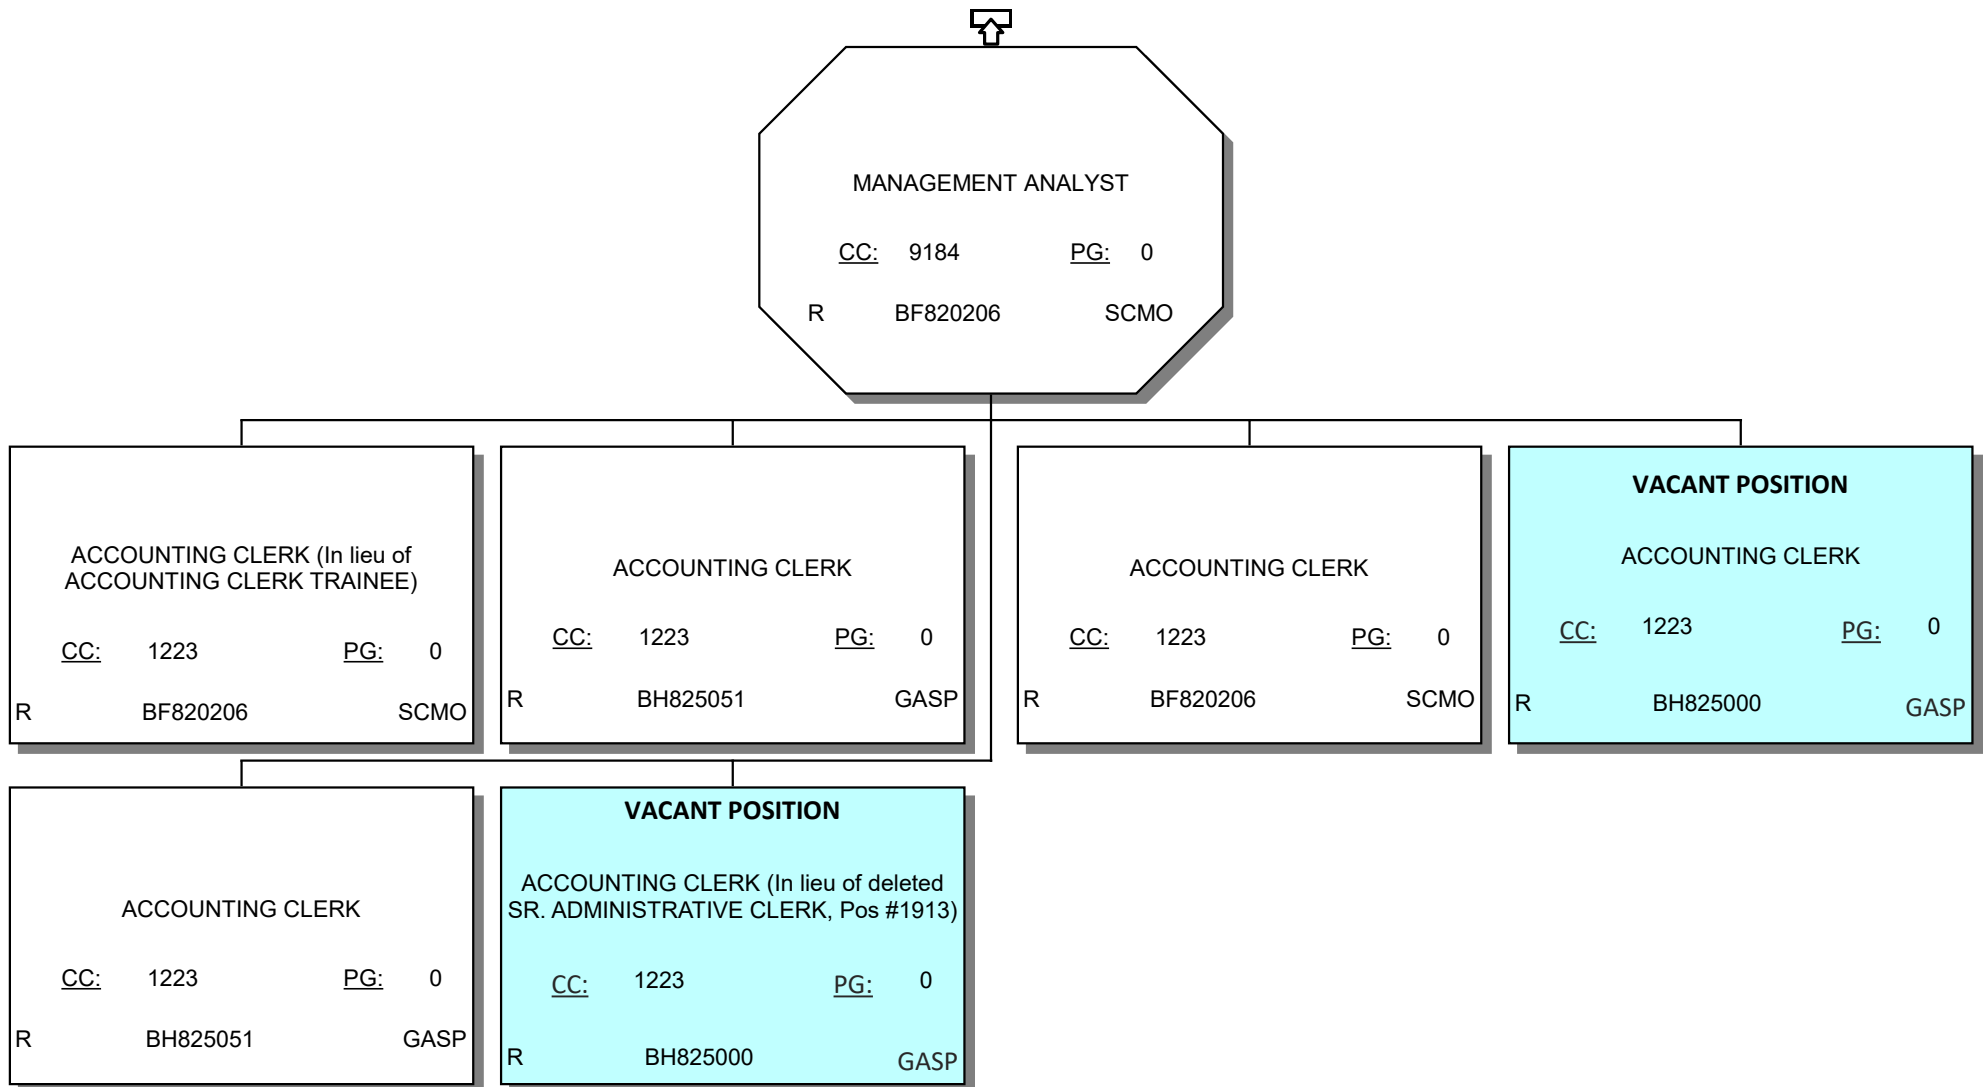 MANAGEMENT ANALYST
CC: 9184 PG: 0
R BF820206 SCMO
ACCOUNTING CLERK (In lieu of
ACCOUNTING CLERK TRAINEE)
CC: 1223 PG: 0
R BF820206 SCMO
ACCOUNTING CLERK
CC: 1223 PG: 0
R BH825051 GASP
ACCOUNTING CLERK
CC: 1223 PG: 0
R BF820206 SCMO
VACANT POSITION
ACCOUNTING CLERK
CC: 1223 PG: 0
R BH825000 GASP
ACCOUNTING CLERK
CC: 1223 PG: 0
R BH825051 GASP
VACANT POSITION
ACCOUNTING CLERK (In lieu of deleted
SR. ADMINISTRATIVE CLERK, Pos #1913)
CC: 1223 PG: 0
R BH825000 GASP